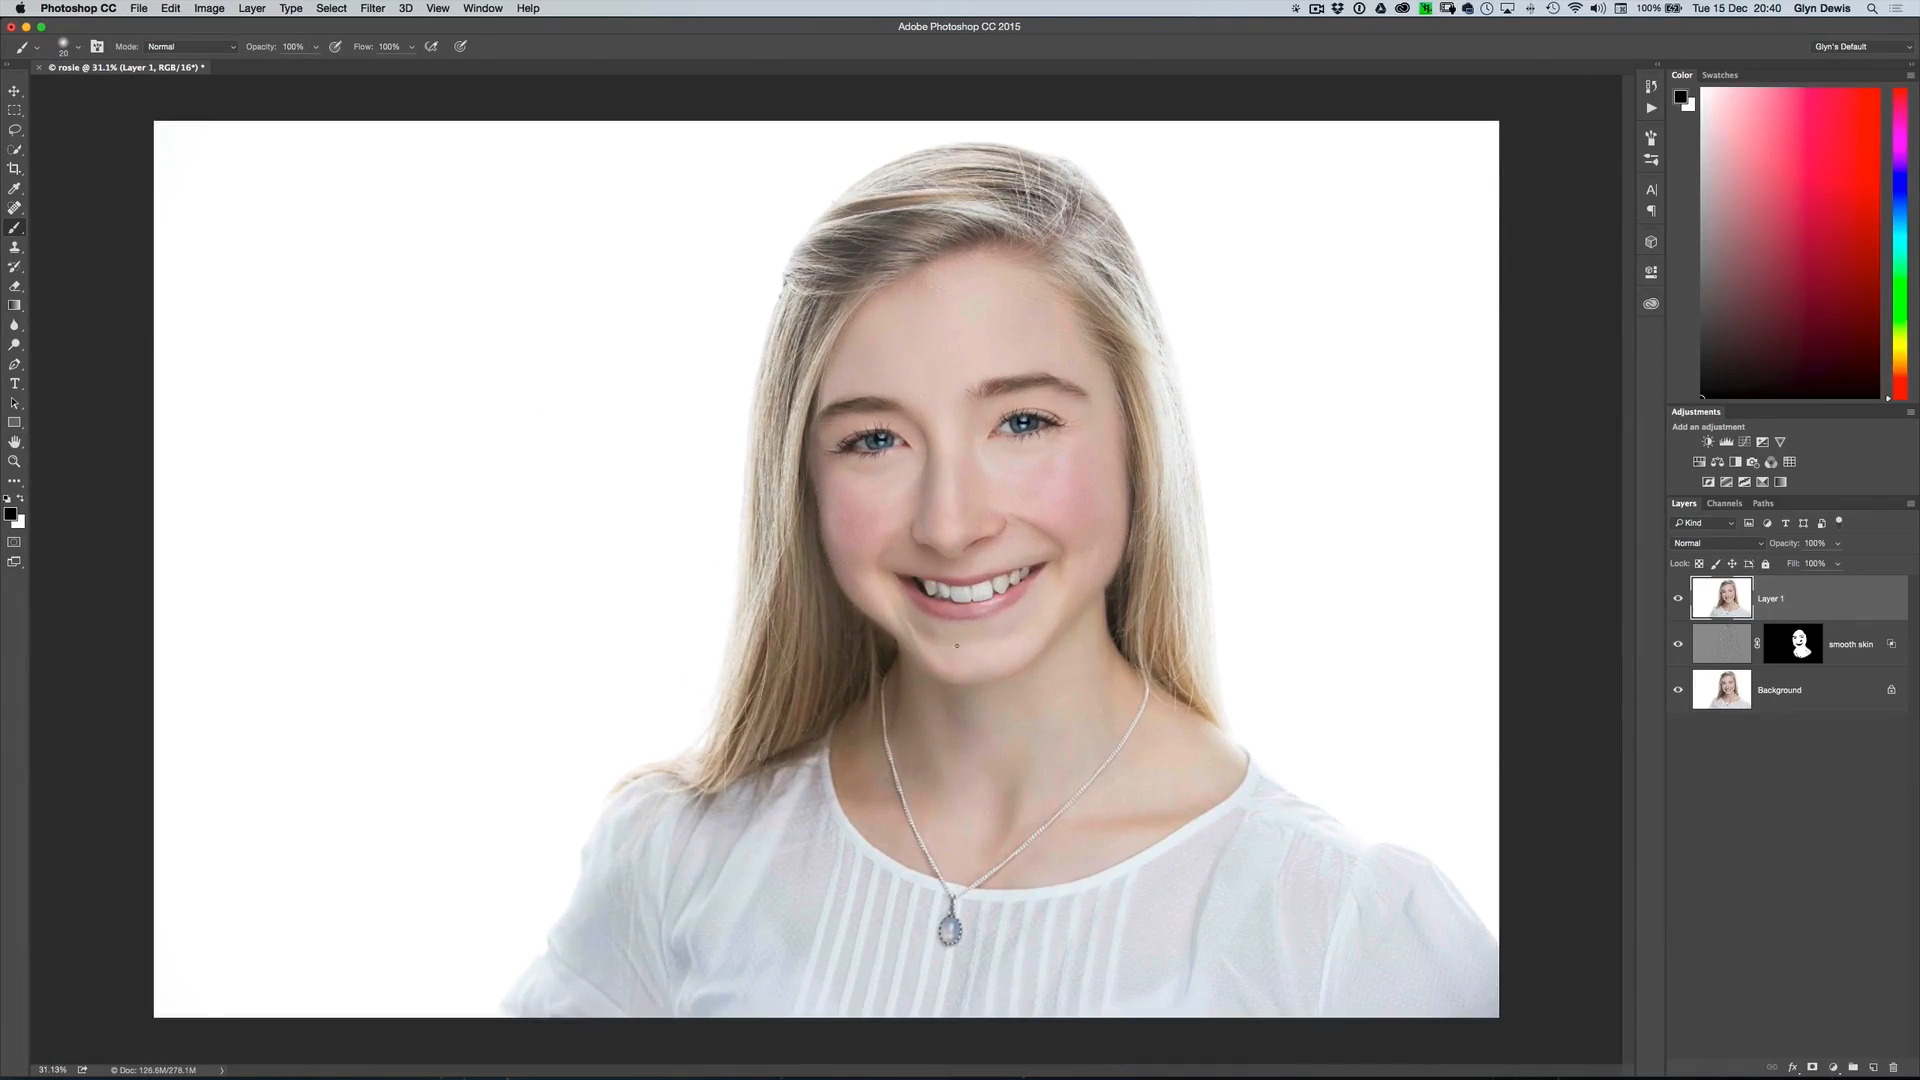 Photoshop CC File Edit Image Layer Type Select Filter 3D View Window Help 100% Tue 15 Dec 20:40 Glyn Dewis
Adobe Photoshop CC 2015
20 Mode: Normal Opacity: 100% Flow: 100% Glyn's Default
× © rosie @ 31.1% (Layer 1, RGB/16*) *
Color Swatches
Adjustments
Add an adjustment
Layers Channels Paths
Kind
Normal Opacity: 100%
Lock: Fill: 100%
Layer 1
smooth skin
Background
31.13% © Doc: 126.6M/278.1M
fx